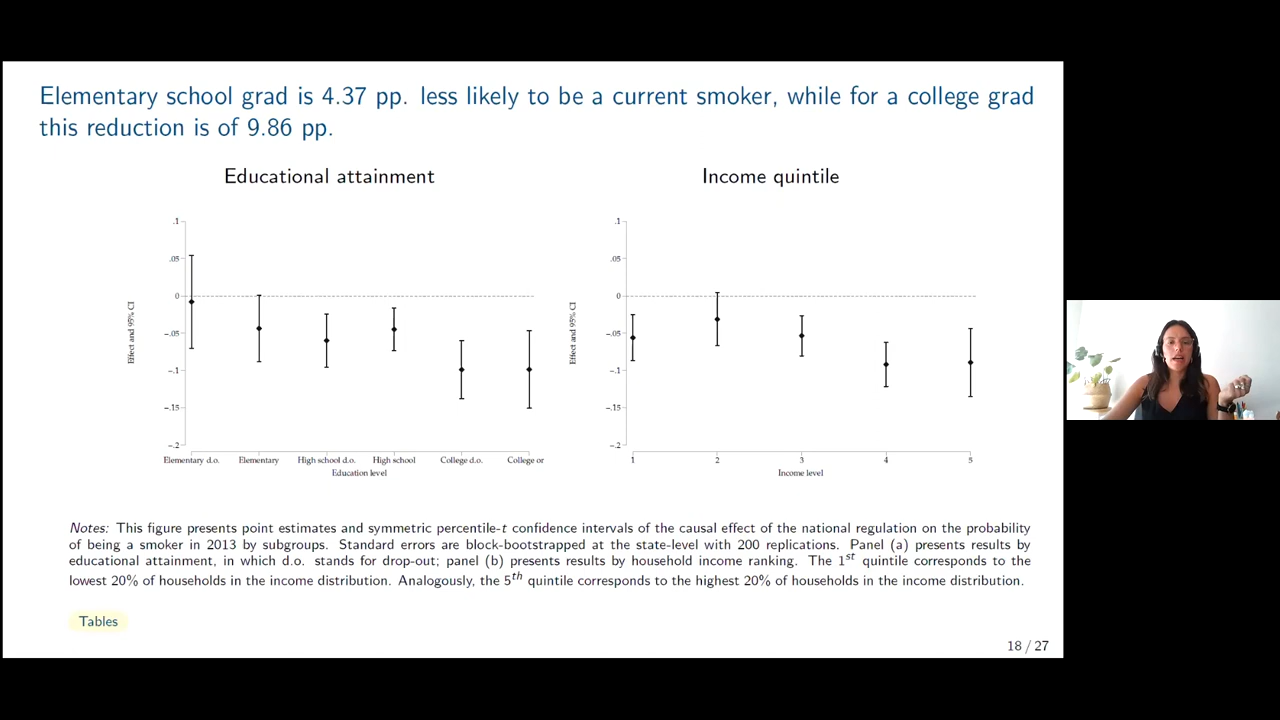 Elementary school grad is 4.37 pp. less likely to be a current smoker, while for a college grad
this reduction is of 9.86 pp.
Educational attainment
.1
.05
0
-.05
-.1
-.15
-.2
Effect and 95% CI
Elementary d.o.
Elementary
High school d.o.
High school
College d.o.
College or
Education level
Income quintile
.1
.05
0
-.05
-.1
-.15
-.2
Effect and 95% CI
1
2
3
4
5
Income level
Notes: This figure presents point estimates and symmetric percentile-t confidence intervals of the causal effect of the national regulation on the probability
of being a smoker in 2013 by subgroups. Standard errors are block-bootstrapped at the state-level with 200 replications. Panel (a) presents results by
educational attainment, in which d.o. stands for drop-out; panel (b) presents results by household income ranking. The 1st quintile corresponds to the
lowest 20% of households in the income distribution. Analogously, the 5th quintile corresponds to the highest 20% of households in the income distribution.
Tables
18 / 27